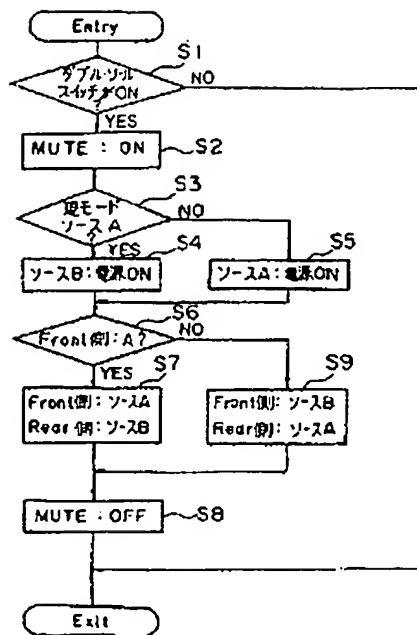 Entry
S1
ダブル・ソール
スイッチがON
?
NO
YES
MUTE : ON
S2
S3
現モード
ソースA
?
NO
YES
S4
S5
ソースB : 電源ON
ソースA : 電源ON
S6
Front側 : A?
NO
YES
S7
S9
Front側 : ソースA
Rear側 : ソースB
Front側 : ソースB
Rear側 : ソースA
MUTE : OFF
S8
Exit